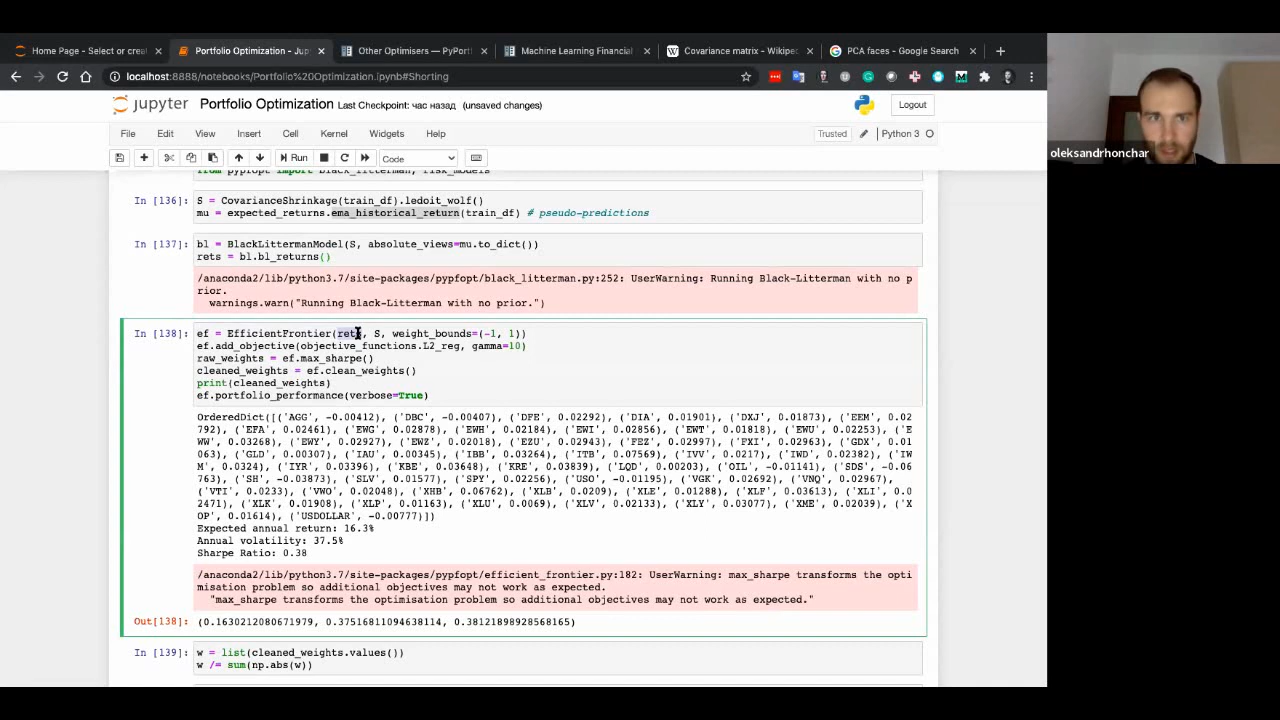 Home Page - Select or crea
Portfolio Optimization - Jup
Other Optimisers — PyPort
Machine Learning Financial
Covariance matrix - Wikiped
PCA faces - Google Search
localhost:8888/notebooks/Portfolio%20Optimization.ipynb#Shorting
jupyter Portfolio Optimization Last Checkpoint: час назад (unsaved changes)
Logout
File Edit View Insert Cell Kernel Widgets Help
Trusted Python 3
Run Code
from pypfopt import black_litterman, risk_models
In [136]: S = CovarianceShrinkage(train_df).ledoit_wolf()
mu = expected_returns.ema_historical_return(train_df) # pseudo-predictions
In [137]: bl = BlackLittermanModel(S, absolute_views=mu.to_dict())
rets = bl.bl_returns()
/anaconda2/lib/python3.7/site-packages/pypfopt/black_litterman.py:252: UserWarning: Running Black-Litterman with no p
rior.
warnings.warn("Running Black-Litterman with no prior.")
In [138]: ef = EfficientFrontier(rets, S, weight_bounds=(-1, 1))
ef.add_objective(objective_functions.L2_reg, gamma=10)
raw_weights = ef.max_sharpe()
cleaned_weights = ef.clean_weights()
print(cleaned_weights)
ef.portfolio_performance(verbose=True)
OrderedDict([('AGG', -0.00412), ('DBC', -0.00407), ('DFE', 0.02292), ('DIA', 0.01901), ('DXJ', 0.01873), ('EEM', 0.02
792), ('EFA', 0.02461), ('EWG', 0.02878), ('EWH', 0.02184), ('EWI', 0.02856), ('EWT', 0.01818), ('EWU', 0.02253), ('E
WW', 0.03268), ('EWY', 0.02927), ('EWZ', 0.02018), ('EZU', 0.02943), ('FEZ', 0.02997), ('FXI', 0.02963), ('GDX', 0.01
063), ('GLD', 0.00307), ('IAU', 0.00345), ('IBB', 0.03264), ('ITB', 0.07569), ('IVV', 0.0217), ('IWD', 0.02382), ('IW
M', 0.0324), ('IYR', 0.03396), ('KBE', 0.03648), ('KRE', 0.03839), ('LQD', 0.00203), ('OIL', -0.01141), ('SDS', -0.06
763), ('SH', -0.03873), ('SLV', 0.01577), ('SPY', 0.02256), ('USO', -0.01195), ('VGK', 0.02692), ('VNQ', 0.02967),
('VTI', 0.0233), ('VWO', 0.02048), ('XHB', 0.06762), ('XLB', 0.0209), ('XLE', 0.01288), ('XLF', 0.03613), ('XLI', 0.0
2471), ('XLK', 0.01908), ('XLP', 0.01163), ('XLU', 0.0069), ('XLV', 0.02133), ('XLY', 0.03077), ('XME', 0.02039), ('X
OP', 0.01614), ('USDOLLAR', -0.00777)])
Expected annual return: 16.3%
Annual volatility: 37.5%
Sharpe Ratio: 0.38
/anaconda2/lib/python3.7/site-packages/pypfopt/efficient_frontier.py:182: UserWarning: max_sharpe transforms the opti
misation problem so additional objectives may not work as expected.
"max_sharpe transforms the optimisation problem so additional objectives may not work as expected."
Out[138]: (0.1630212080671979, 0.37516811094638114, 0.38121898928568165)
In [139]: w = list(cleaned_weights.values())
w /= sum(np.abs(w))
oleksandrhonchar